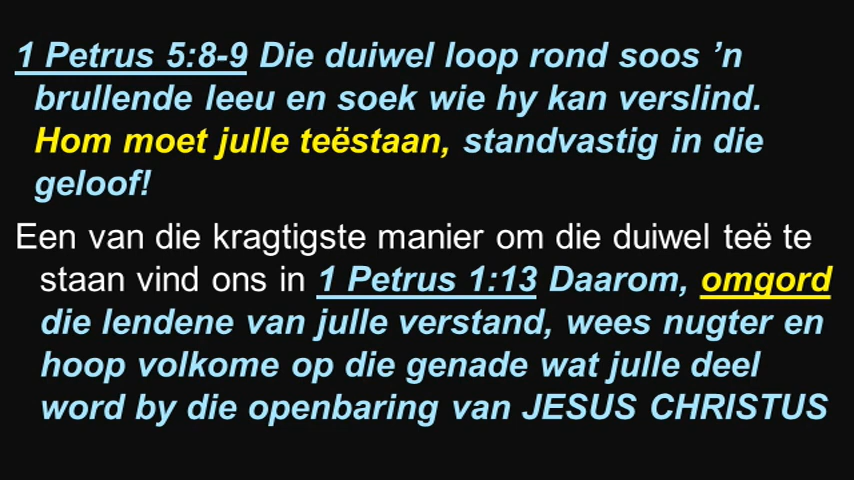 1 Petrus 5:8-9 Die duiwel loop rond soos ’n
brullende leeu en soek wie hy kan verslind.
Hom moet julle teëstaan, standvastig in die
geloof!
Een van die kragtigste manier om die duiwel teë te
staan vind ons in 1 Petrus 1:13 Daarom, omgord
die lendene van julle verstand, wees nugter en
hoop volkome op die genade wat julle deel
word by die openbaring van JESUS CHRISTUS